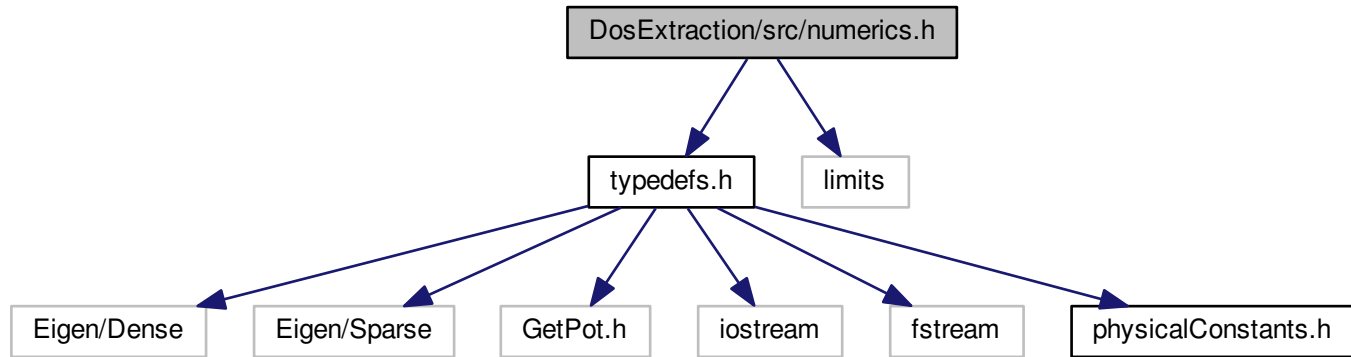 DosExtraction/src/numerics.h
typedefs.h
limits
Eigen/Dense
Eigen/Sparse
GetPot.h
iostream
fstream
physicalConstants.h